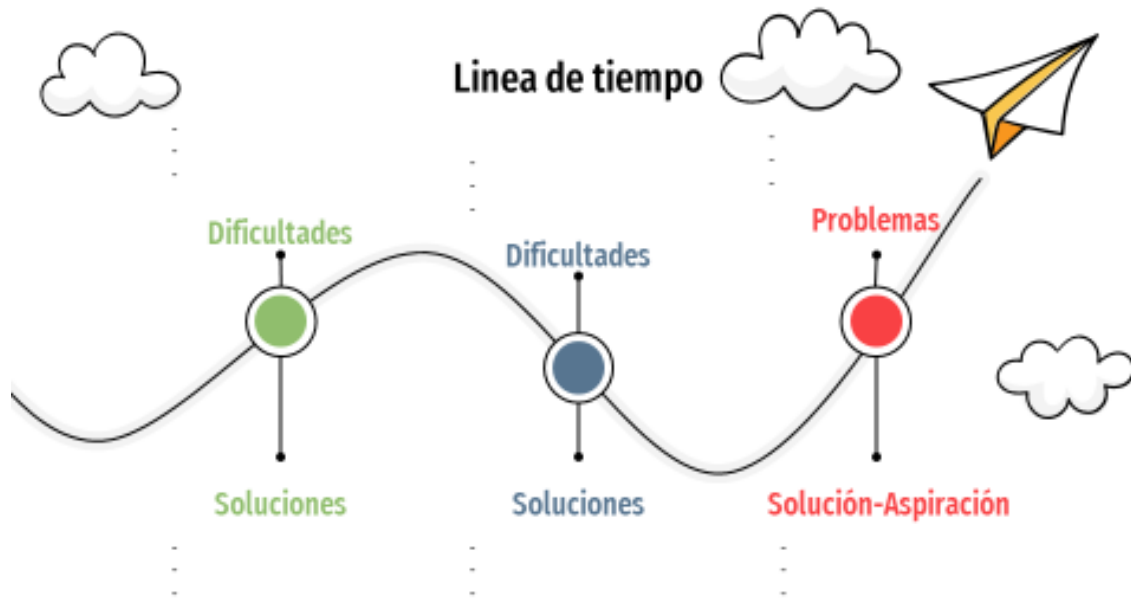 Linea de tiempo
Dificultades
Dificultades
Problemas
Soluciones
Soluciones
Solución-Aspiración